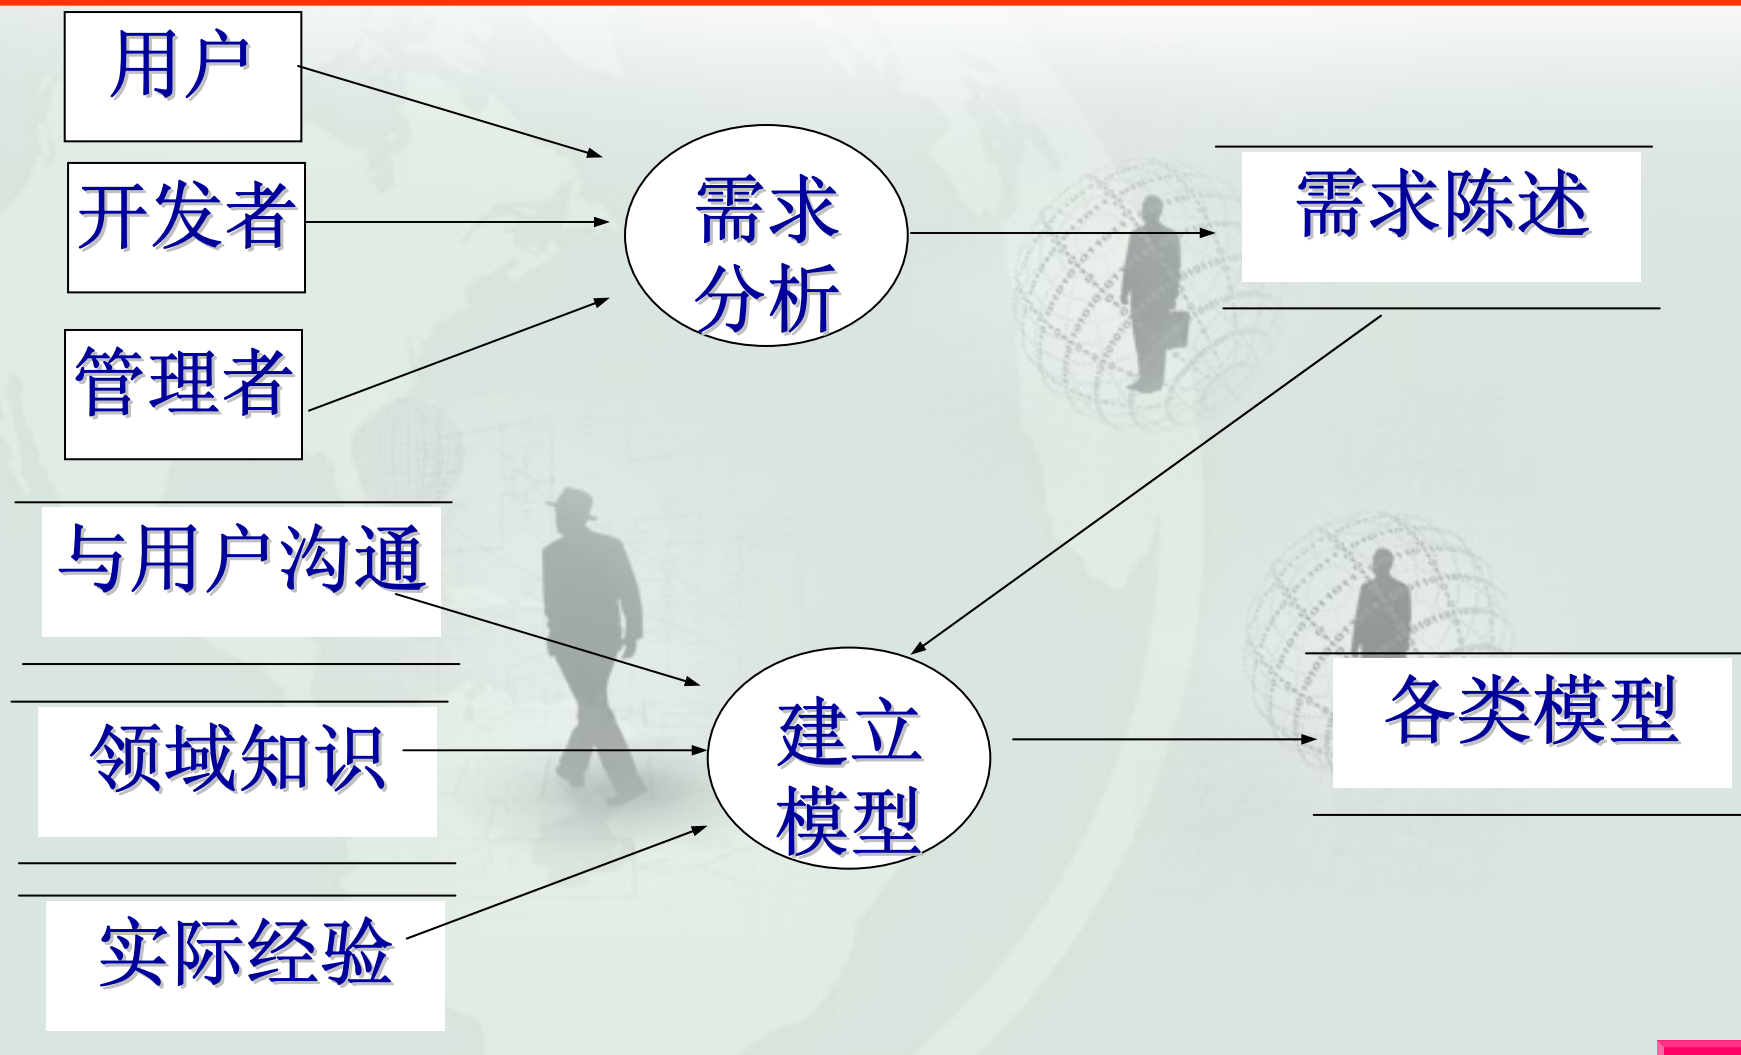 用户
开发者
管理者
需求
分析
需求陈述
与用户沟通
领域知识
实际经验
建立
模型
各类模型